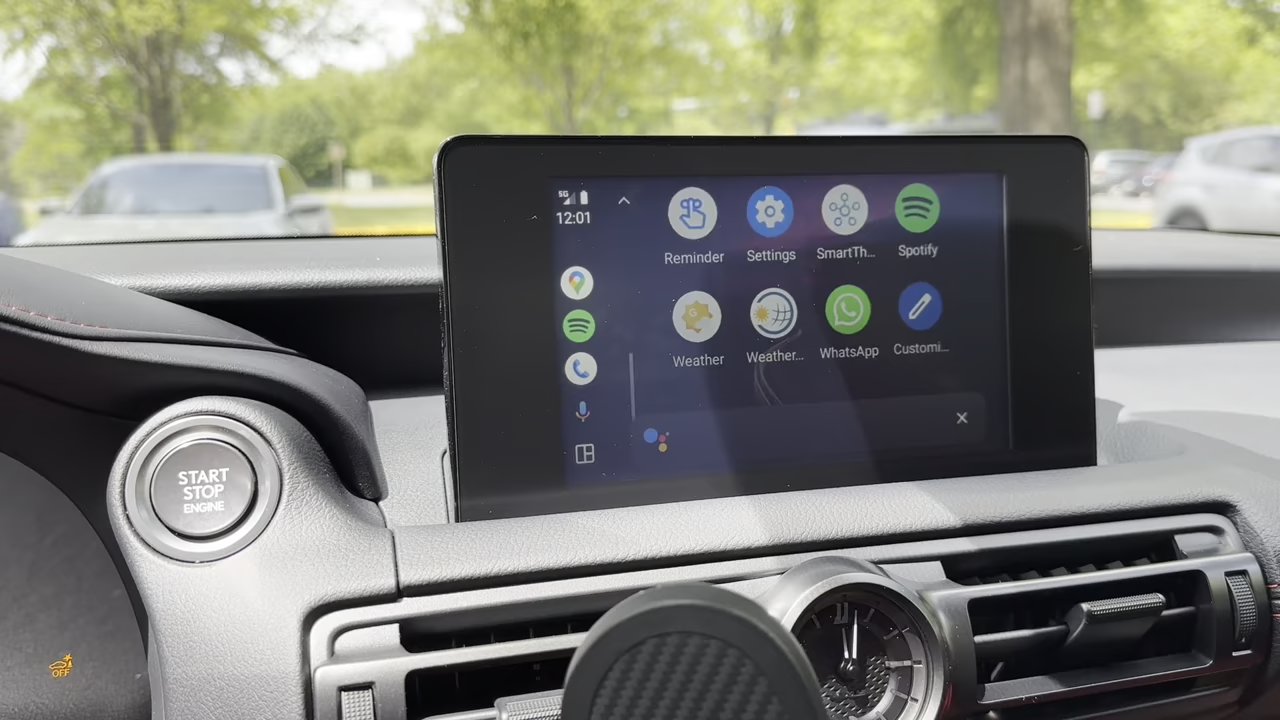 5G
12:01
Reminder
Settings
SmartTh...
Spotify
Weather
Weather...
WhatsApp
Customi...
START
STOP
ENGINE
OFF